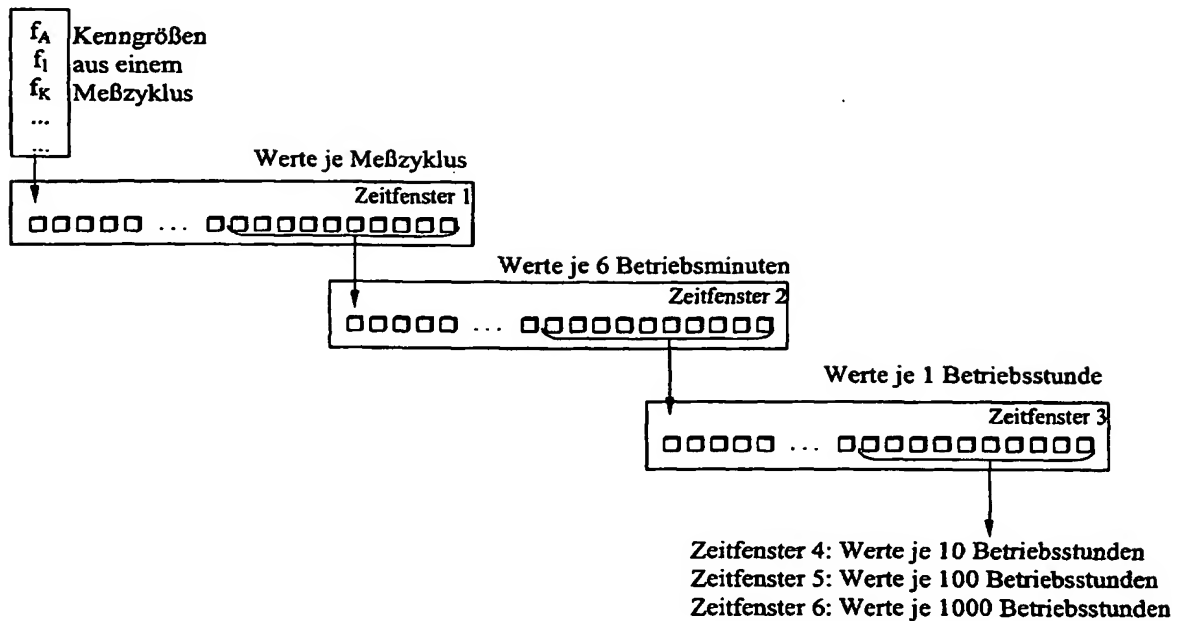 f_A Kenngrößen
f_1 aus einem
f_K Meßzyklus
...
...
Werte je Meßzyklus
Zeitfenster 1
...
Werte je 6 Betriebsminuten
Zeitfenster 2
...
Werte je 1 Betriebsstunde
Zeitfenster 3
...
Zeitfenster 4: Werte je 10 Betriebsstunden
Zeitfenster 5: Werte je 100 Betriebsstunden
Zeitfenster 6: Werte je 1000 Betriebsstunden